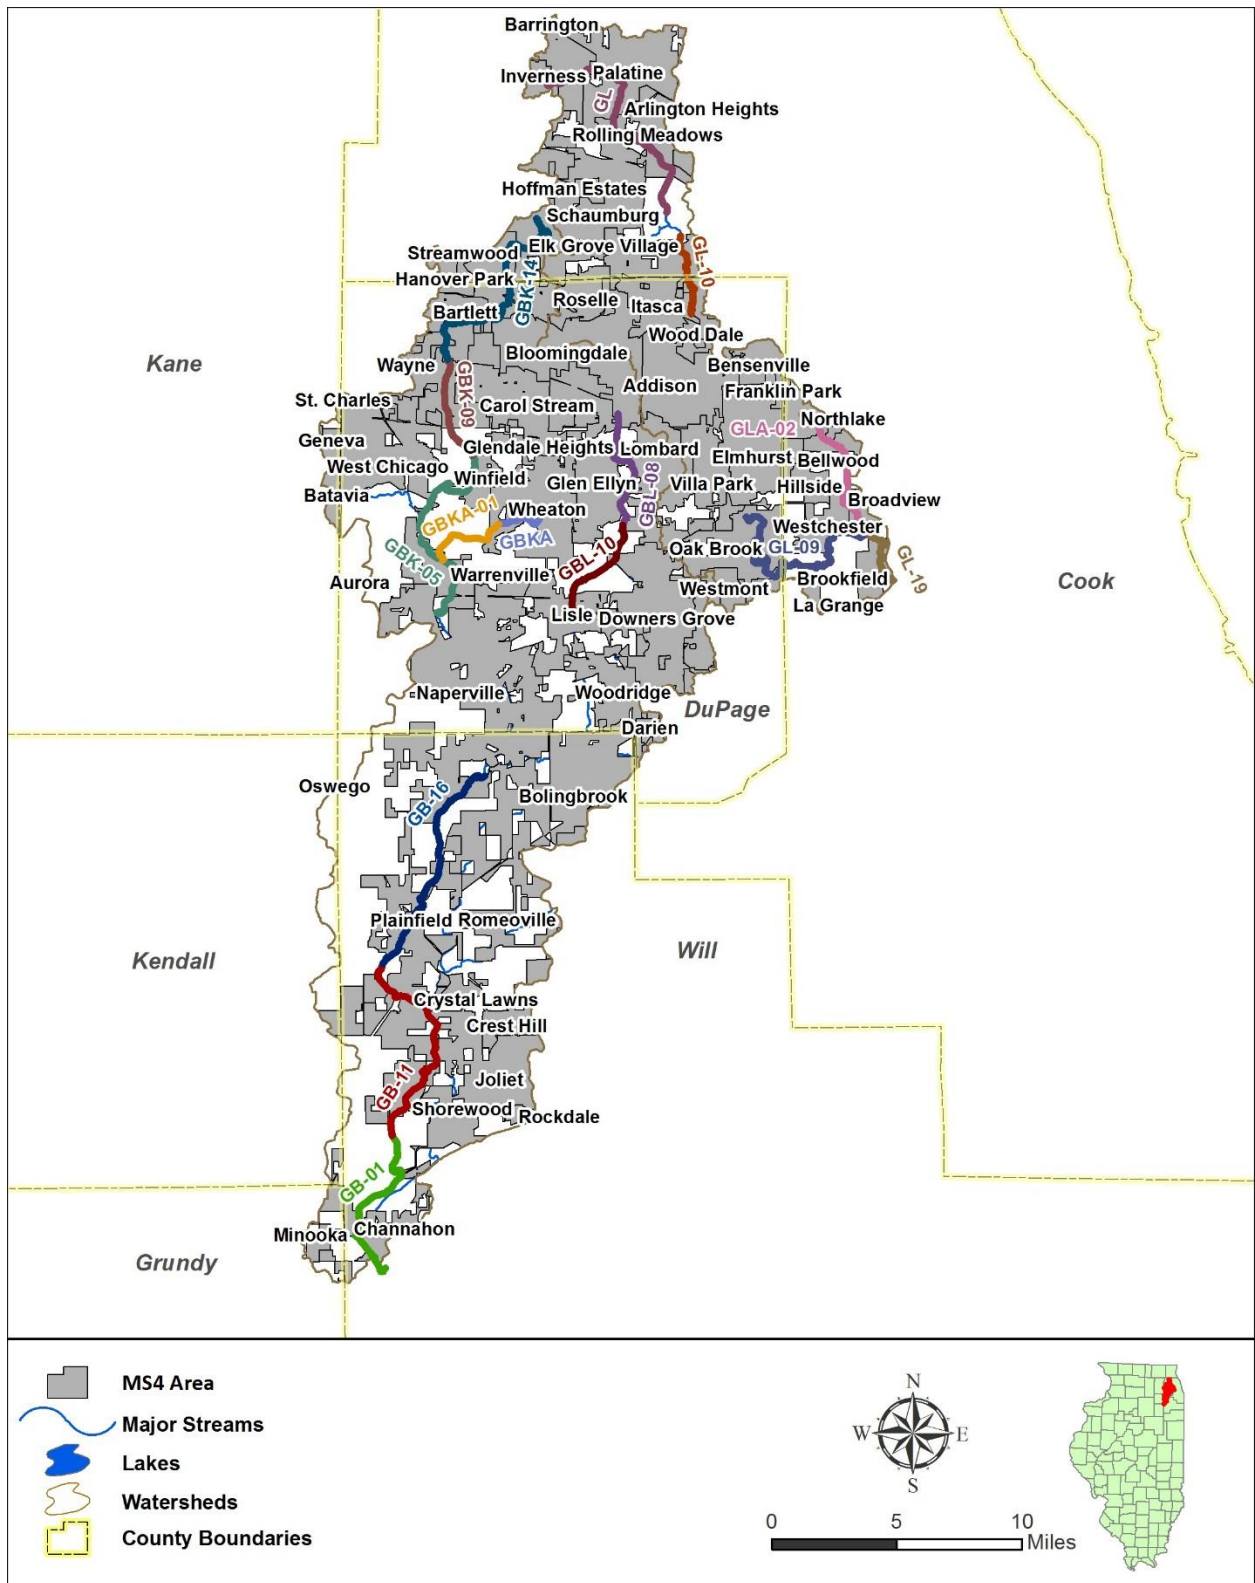 Barrington
Inverness
Palatine
GL
Arlington Heights
Rolling Meadows
Hoffman Estates
Schaumburg
Streamwood
Elk Grove Village
GL-10
Hanover Park
GBK-14
Roselle
Itasca
Bartlett
Wood Dale
Kane
Wayne
Bloomingdale
Bensenville
Addison
Franklin Park
St. Charles
GBK-09
Carol Stream
Northlake
GLA-02
Geneva
Glendale Heights
Lombard
Elmhurst
Bellwood
West Chicago
Winfield
Glen Ellyn
GBL-08
Villa Park
Hillside
Batavia
GBKA-01
Wheaton
Broadview
GBKA
Westchester
GBK-05
GBL-10
Oak Brook
GL-09
GL-19
Aurora
Warrenville
Westmont
Brookfield
Cook
La Grange
Lisle
Downers Grove
Naperville
Woodridge
DuPage
Darien
Oswego
GB-16
Bolingbrook
Plainfield
Romeoville
Kendall
Will
Crystal Lawns
Crest Hill
GB-11
Joliet
Shorewood
Rockdale
GB-01
Minooka
Channahon
Grundy
MS4 Area
Major Streams
Lakes
Watersheds
County Boundaries
N
W
E
S
0
5
10
Miles